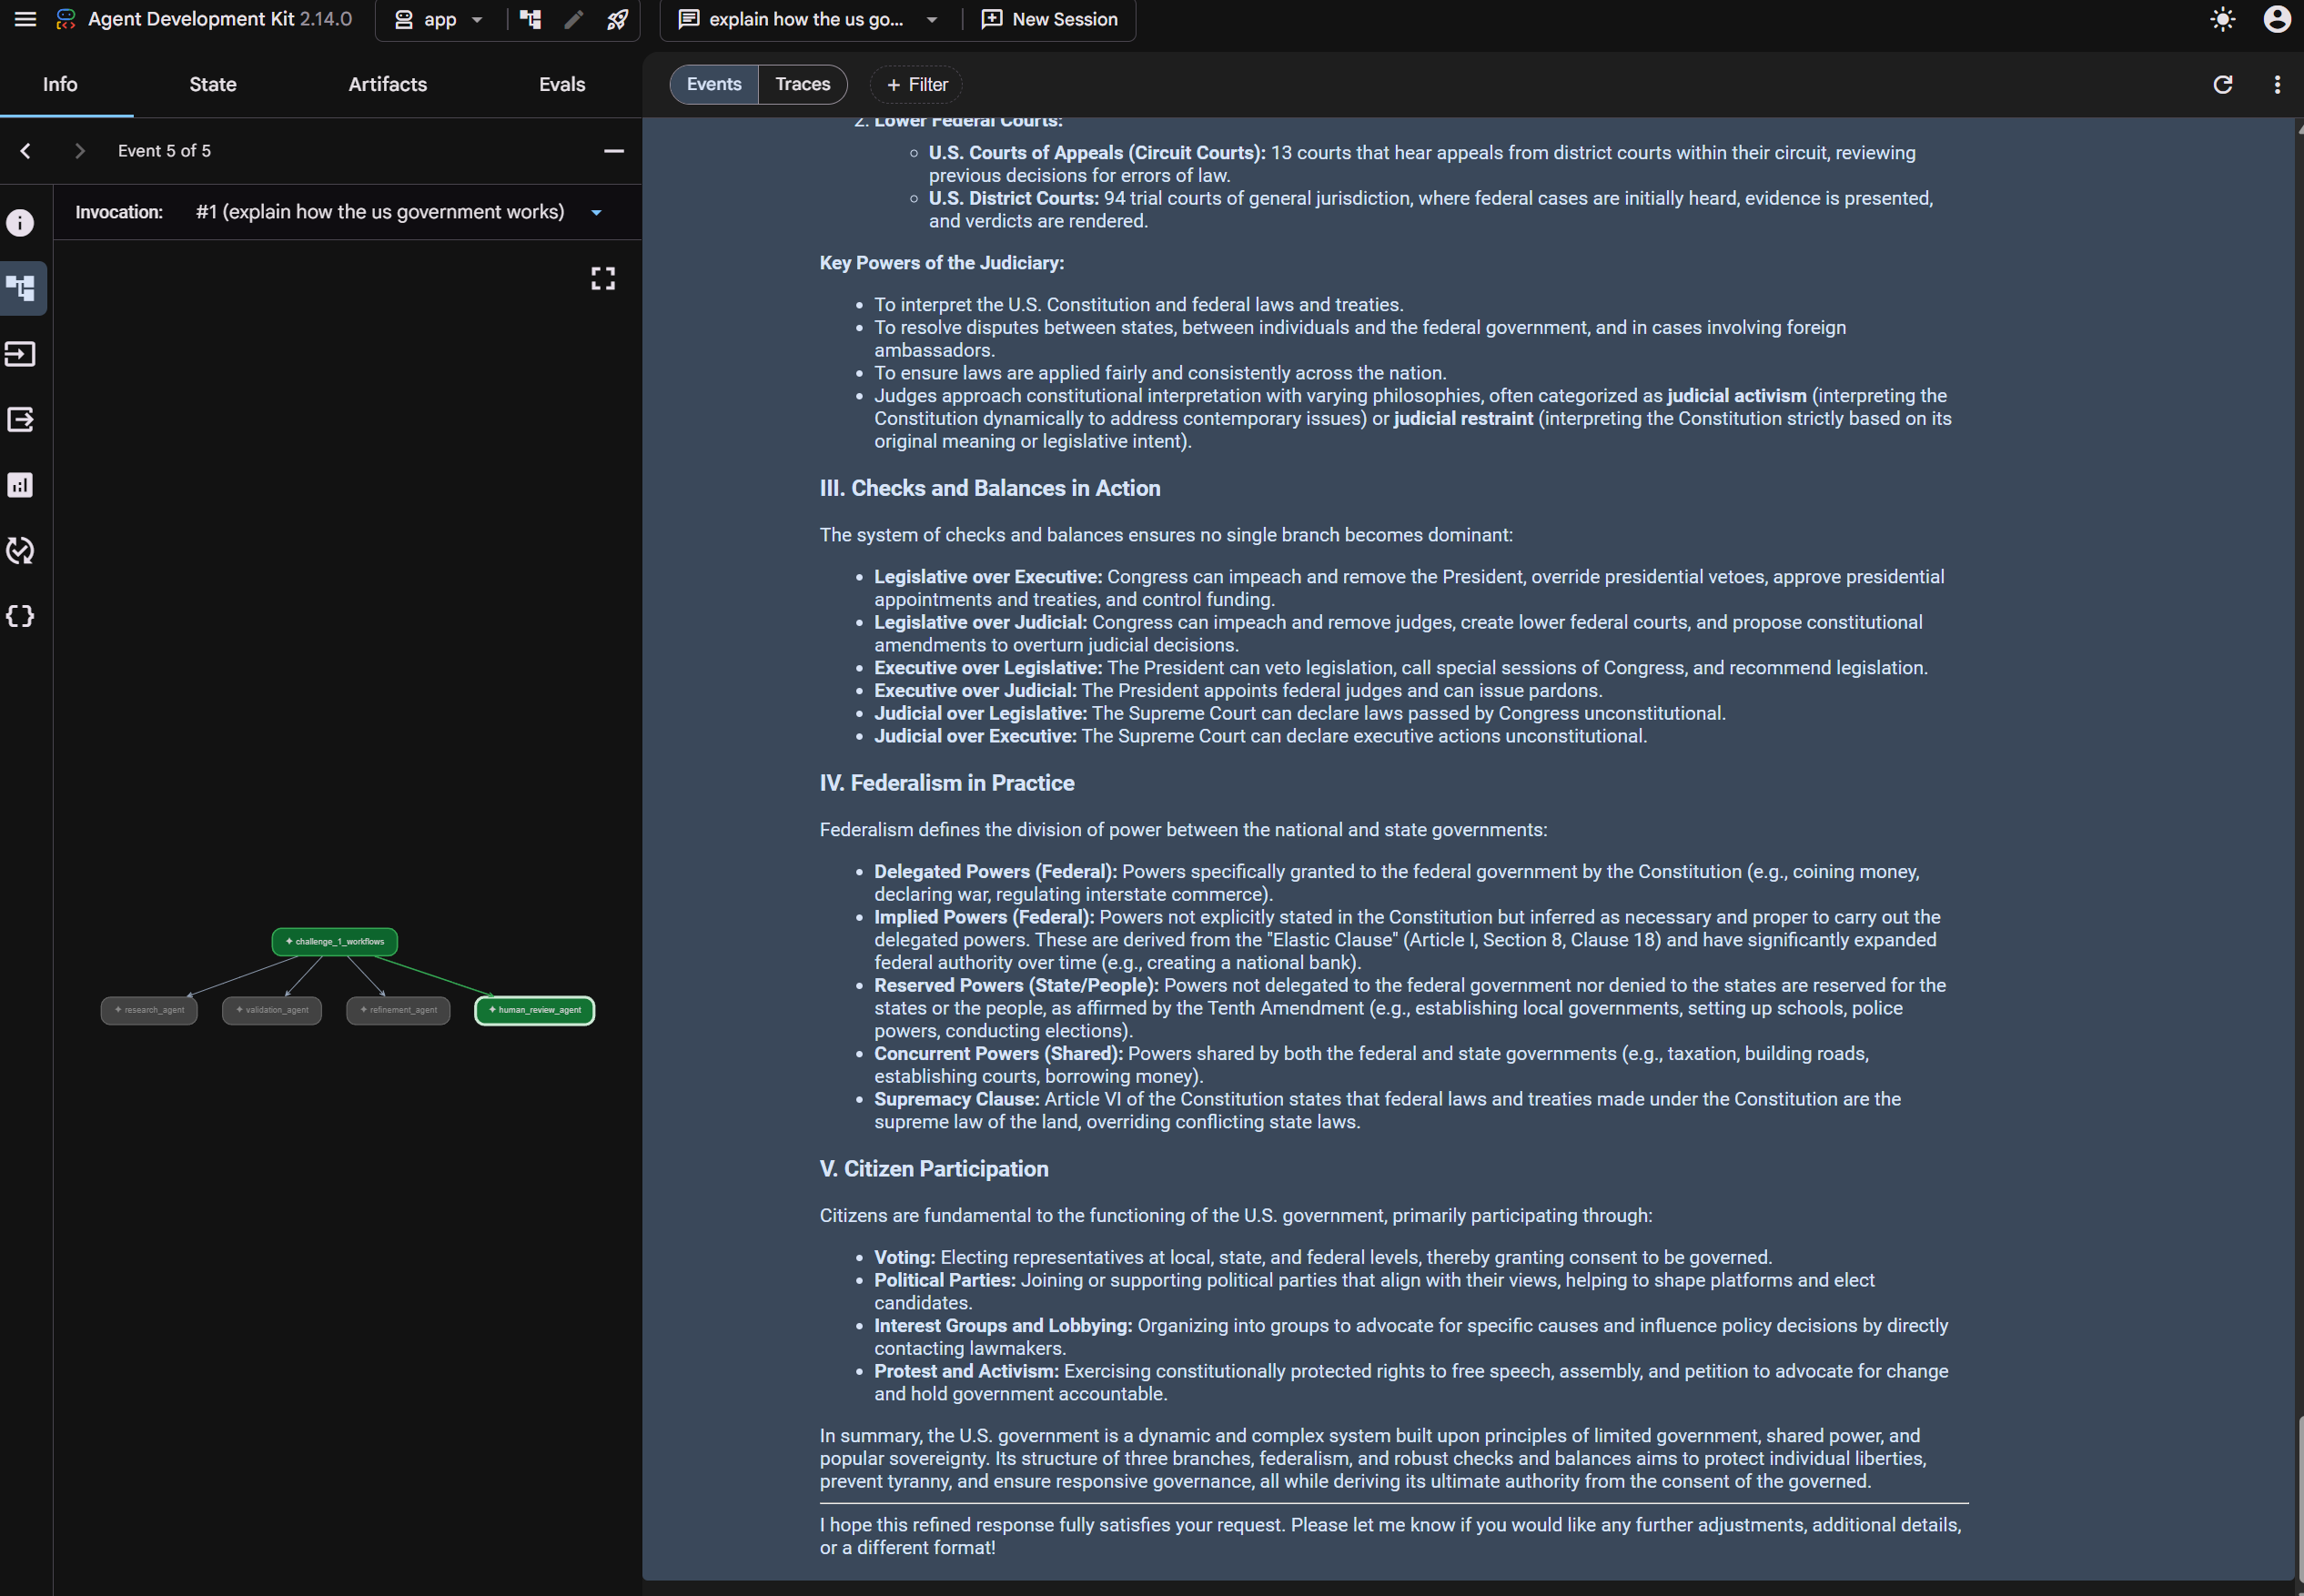 Agent Development Kit 2.14.0
app
explain how the us go...
New Session
Info
State
Artifacts
Evals
Event 5 of 5
Invocation: #1 (explain how the us government works)
challenge_1_workflows
research_agent
validation_agent
refinement_agent
human_review_agent
Events
Traces
+ Filter
2. Lower Federal Courts:
U.S. Courts of Appeals (Circuit Courts): 13 courts that hear appeals from district courts within their circuit, reviewing
previous decisions for errors of law.
U.S. District Courts: 94 trial courts of general jurisdiction, where federal cases are initially heard, evidence is presented,
and verdicts are rendered.
Key Powers of the Judiciary:
To interpret the U.S. Constitution and federal laws and treaties.
To resolve disputes between states, between individuals and the federal government, and in cases involving foreign
ambassadors.
To ensure laws are applied fairly and consistently across the nation.
Judges approach constitutional interpretation with varying philosophies, often categorized as judicial activism (interpreting the
Constitution dynamically to address contemporary issues) or judicial restraint (interpreting the Constitution strictly based on its
original meaning or legislative intent).
III. Checks and Balances in Action
The system of checks and balances ensures no single branch becomes dominant:
Legislative over Executive: Congress can impeach and remove the President, override presidential vetoes, approve presidential
appointments and treaties, and control funding.
Legislative over Judicial: Congress can impeach and remove judges, create lower federal courts, and propose constitutional
amendments to overturn judicial decisions.
Executive over Legislative: The President can veto legislation, call special sessions of Congress, and recommend legislation.
Executive over Judicial: The President appoints federal judges and can issue pardons.
Judicial over Legislative: The Supreme Court can declare laws passed by Congress unconstitutional.
Judicial over Executive: The Supreme Court can declare executive actions unconstitutional.
IV. Federalism in Practice
Federalism defines the division of power between the national and state governments:
Delegated Powers (Federal): Powers specifically granted to the federal government by the Constitution (e.g., coining money,
declaring war, regulating interstate commerce).
Implied Powers (Federal): Powers not explicitly stated in the Constitution but inferred as necessary and proper to carry out the
delegated powers. These are derived from the "Elastic Clause" (Article I, Section 8, Clause 18) and have significantly expanded
federal authority over time (e.g., creating a national bank).
Reserved Powers (State/People): Powers not delegated to the federal government nor denied to the states are reserved for the
states or the people, as affirmed by the Tenth Amendment (e.g., establishing local governments, setting up schools, police
powers, conducting elections).
Concurrent Powers (Shared): Powers shared by both the federal and state governments (e.g., taxation, building roads,
establishing courts, borrowing money).
Supremacy Clause: Article VI of the Constitution states that federal laws and treaties made under the Constitution are the
supreme law of the land, overriding conflicting state laws.
V. Citizen Participation
Citizens are fundamental to the functioning of the U.S. government, primarily participating through:
Voting: Electing representatives at local, state, and federal levels, thereby granting consent to be governed.
Political Parties: Joining or supporting political parties that align with their views, helping to shape platforms and elect
candidates.
Interest Groups and Lobbying: Organizing into groups to advocate for specific causes and influence policy decisions by directly
contacting lawmakers.
Protest and Activism: Exercising constitutionally protected rights to free speech, assembly, and petition to advocate for change
and hold government accountable.
In summary, the U.S. government is a dynamic and complex system built upon principles of limited government, shared power, and
popular sovereignty. Its structure of three branches, federalism, and robust checks and balances aims to protect individual liberties,
prevent tyranny, and ensure responsive governance, all while deriving its ultimate authority from the consent of the governed.
I hope this refined response fully satisfies your request. Please let me know if you would like any further adjustments, additional details,
or a different format!